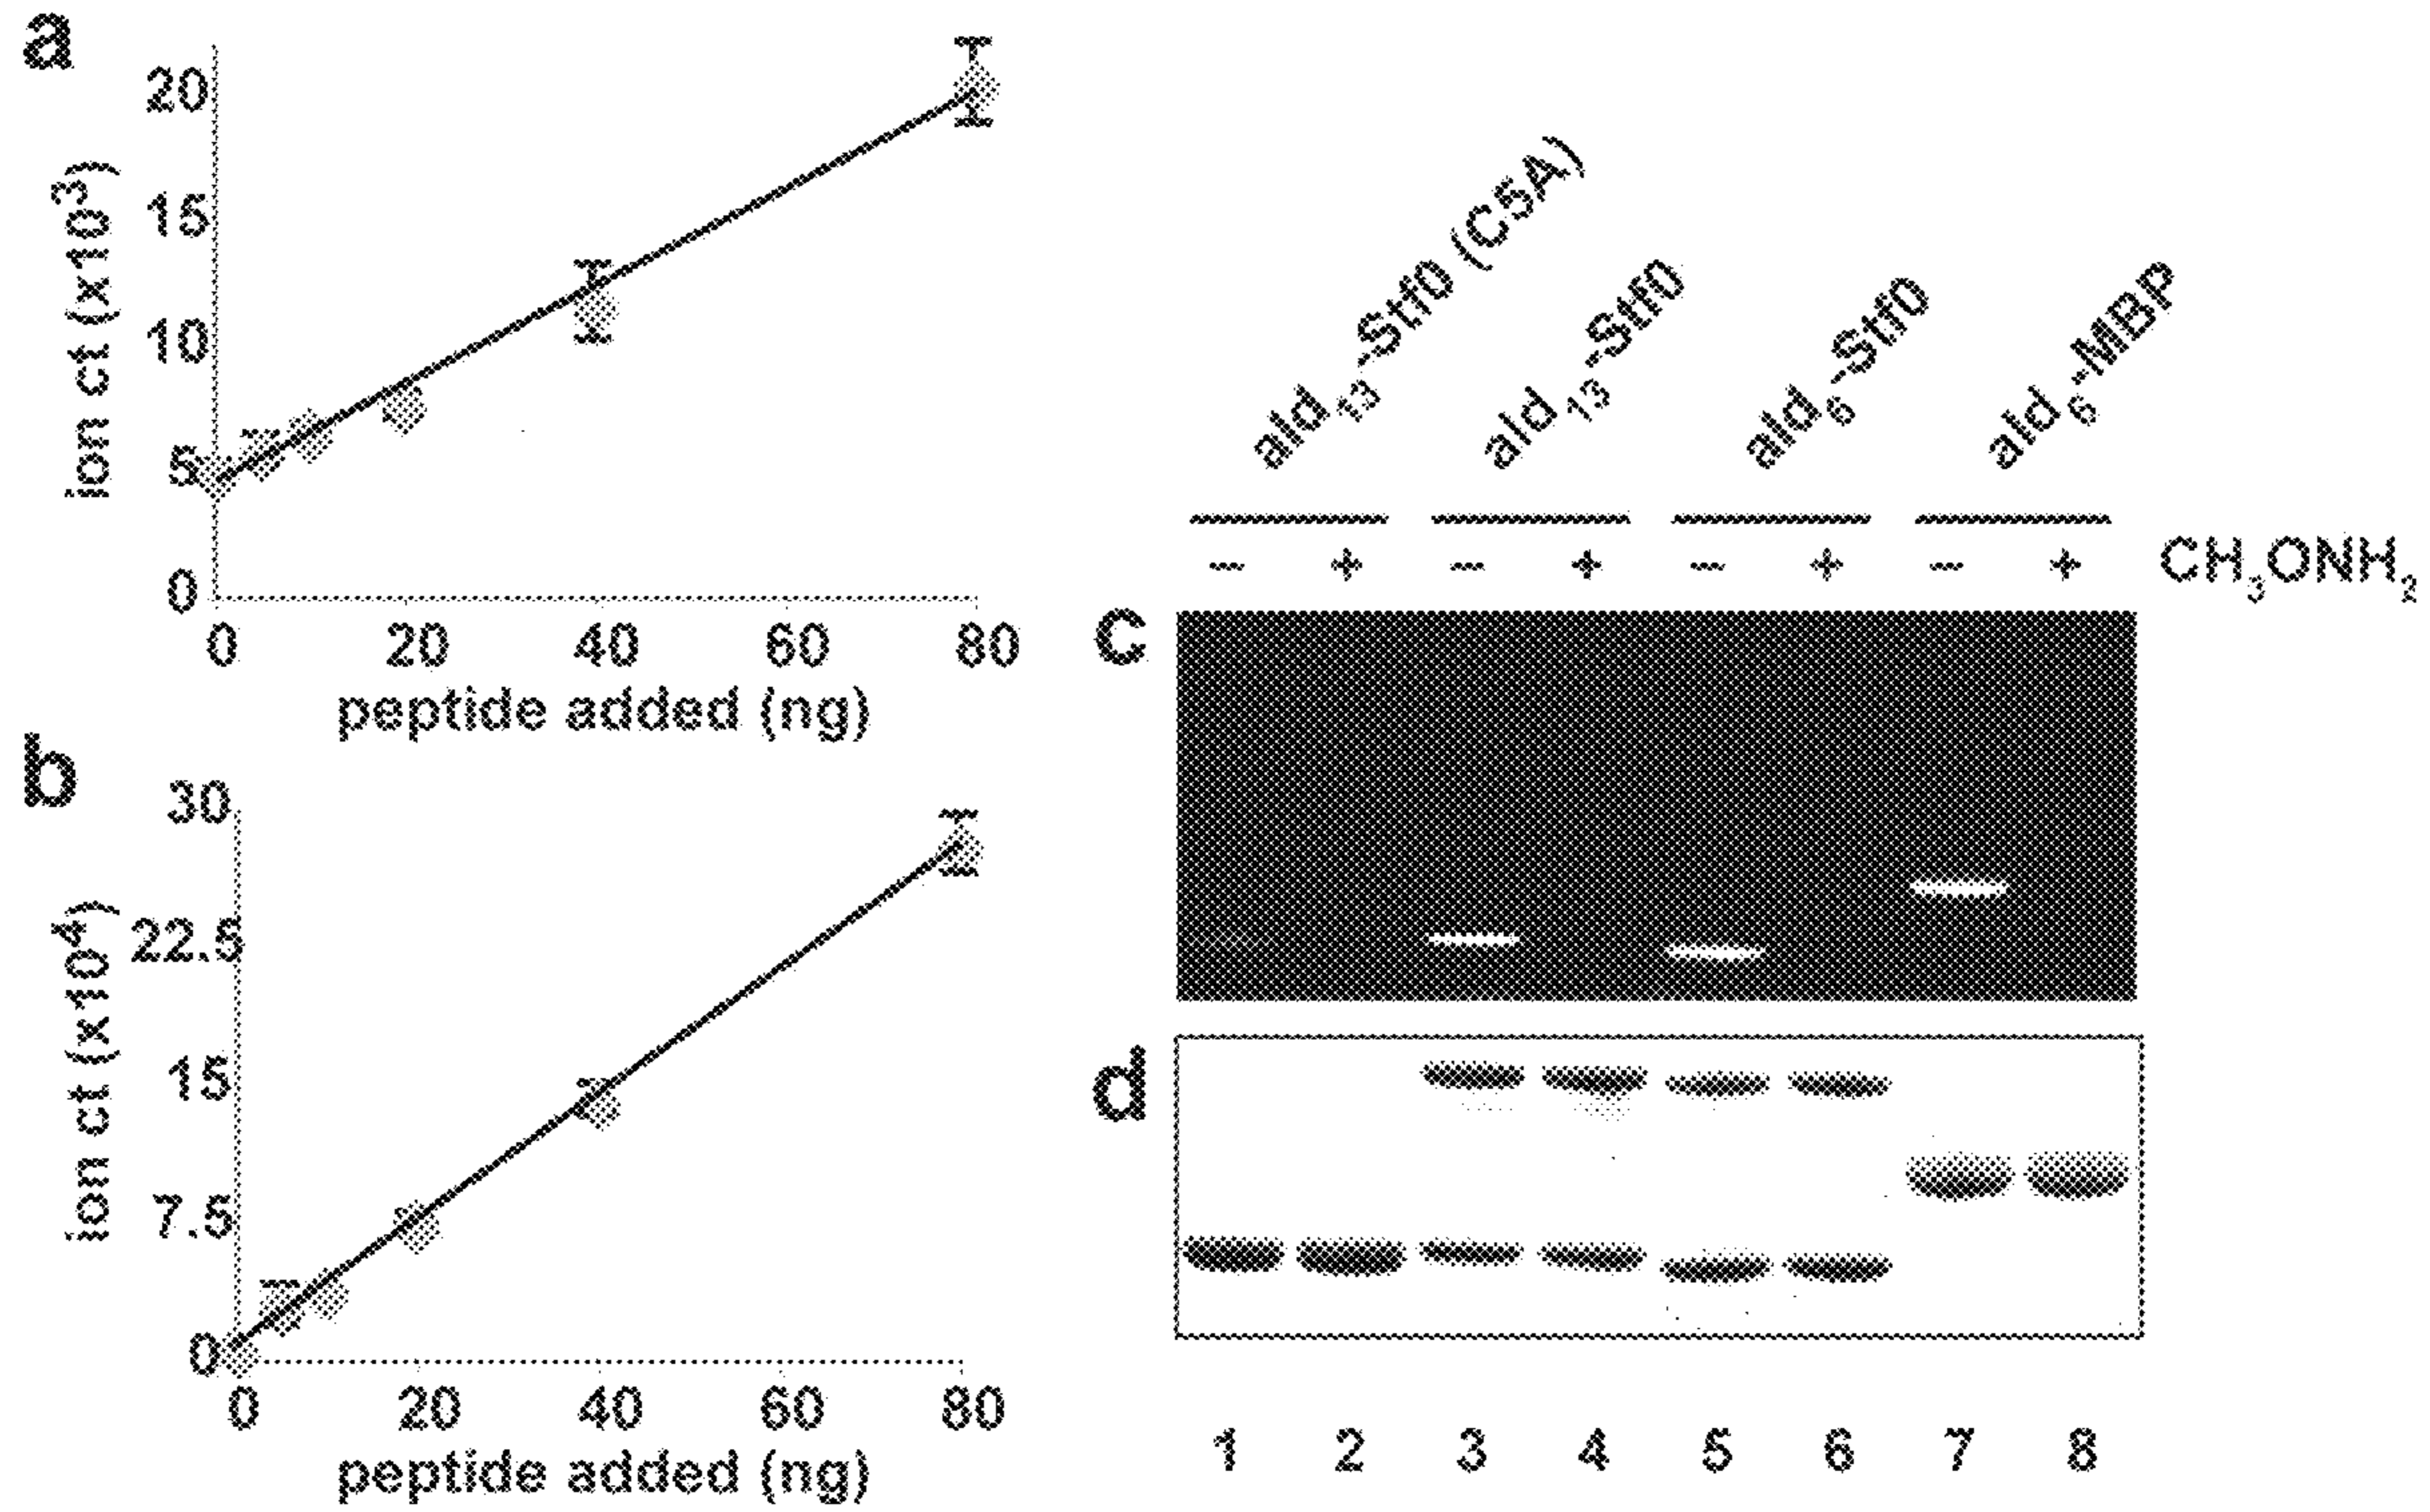 a
20
15
10
5
0
ion ct (x10³)
0 20 40 60 80
peptide added (ng)
b
30
22.5
15
7.5
0
ion ct (x10⁴)
0 20 40 60 80
peptide added (ng)
ald₁₃-Stf0 (C5A)
ald₁₃-Stf0
ald₆-Stf0
ald₆-MBP
– + – + – + – + CH₃ONH₂
c
d
1 2 3 4 5 6 7 8